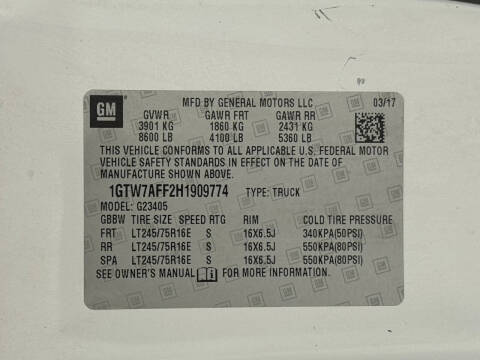 GM
MFD BY GENERAL MOTORS LLC 03/17
GVWR GAWR FRT GAWR RR
3901 KG 1860 KG 2431 KG
8600 LB 4100 LB 5360 LB
THIS VEHICLE CONFORMS TO ALL APPLICABLE U.S. FEDERAL MOTOR
VEHICLE SAFETY STANDARDS IN EFFECT ON THE DATE OF
MANUFACTURE SHOWN ABOVE.
1GTW7AFF2H1909774 TYPE: TRUCK
MODEL: G23405
GBBW TIRE SIZE SPEED RTG RIM COLD TIRE PRESSURE
FRT LT245/75R16E S 16X6.5J 340KPA(50PSI)
RR LT245/75R16E S 16X6.5J 550KPA(80PSI)
SPA LT245/75R16E S 16X6.5J 550KPA(80PSI)
SEE OWNER'S MANUAL FOR MORE INFORMATION.